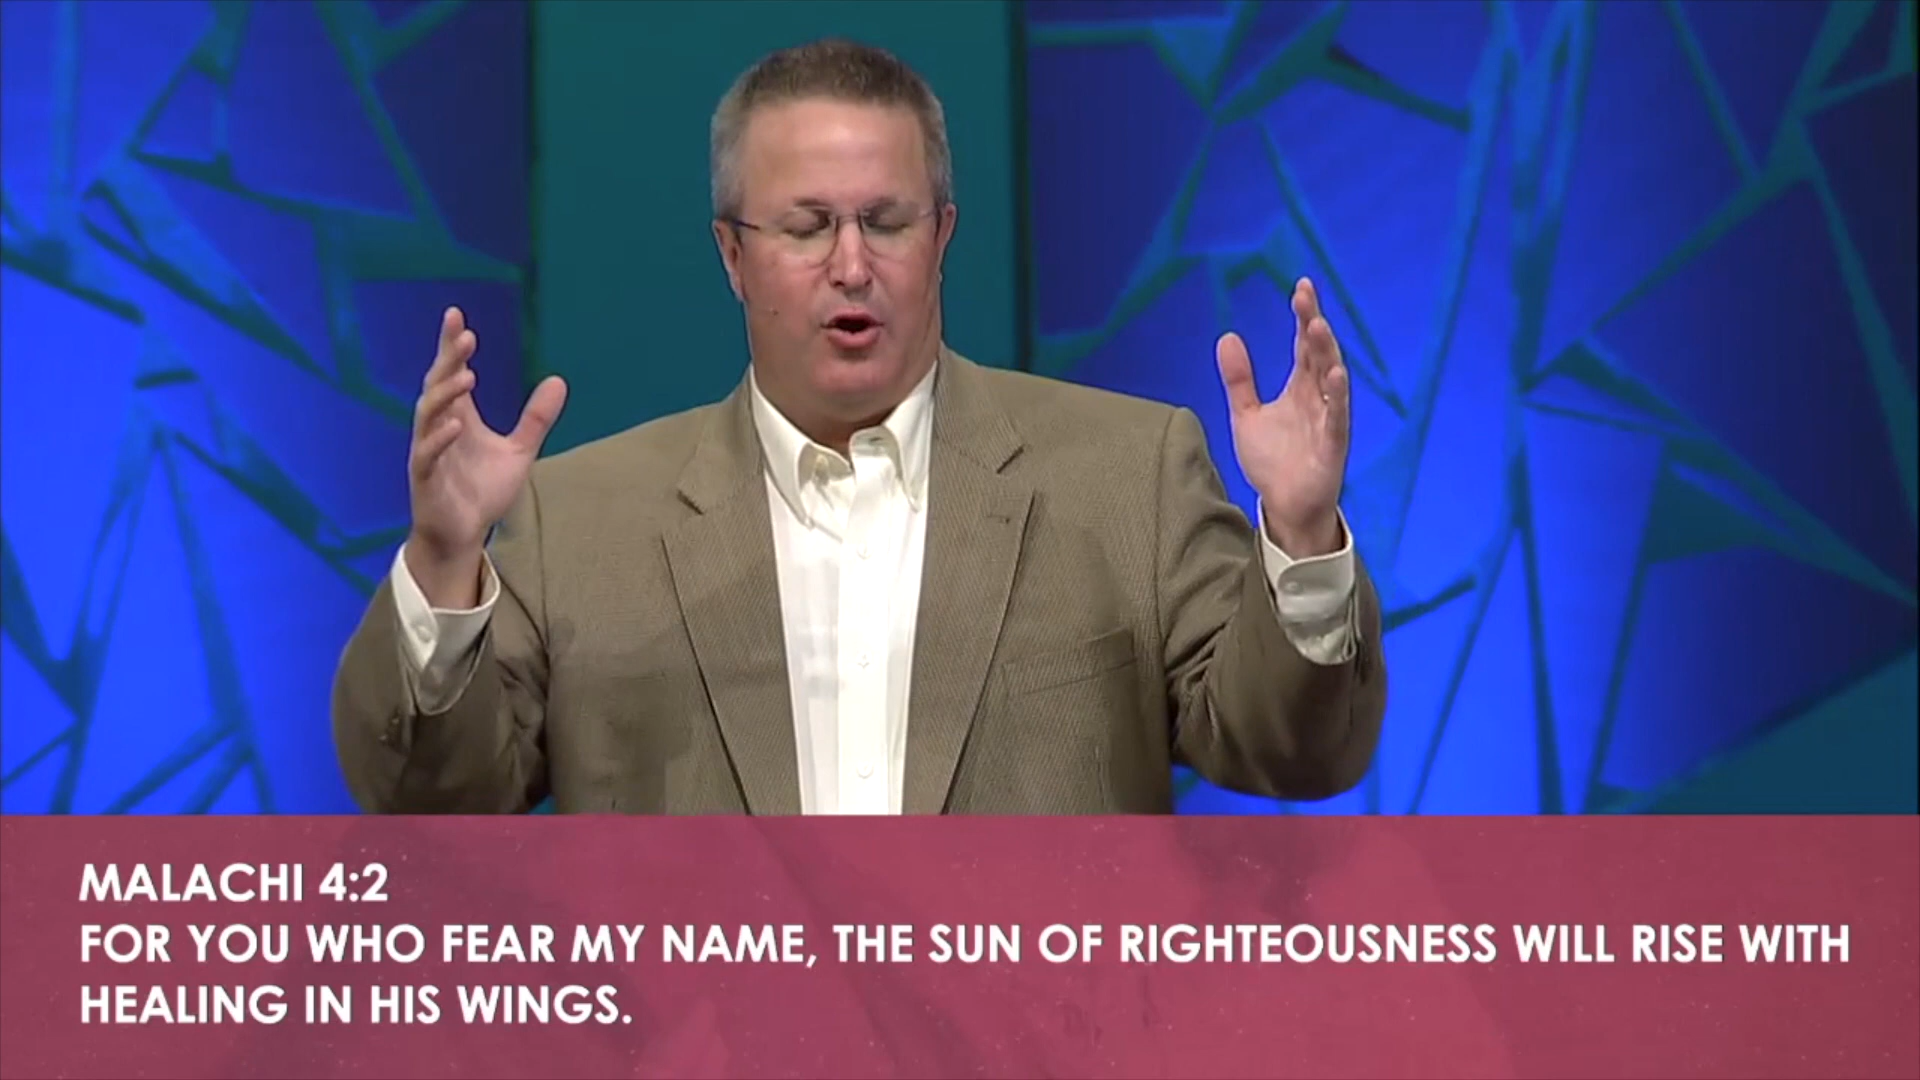 MALACHI 4:2
FOR YOU WHO FEAR MY NAME, THE SUN OF RIGHTEOUSNESS WILL RISE WITH
HEALING IN HIS WINGS.